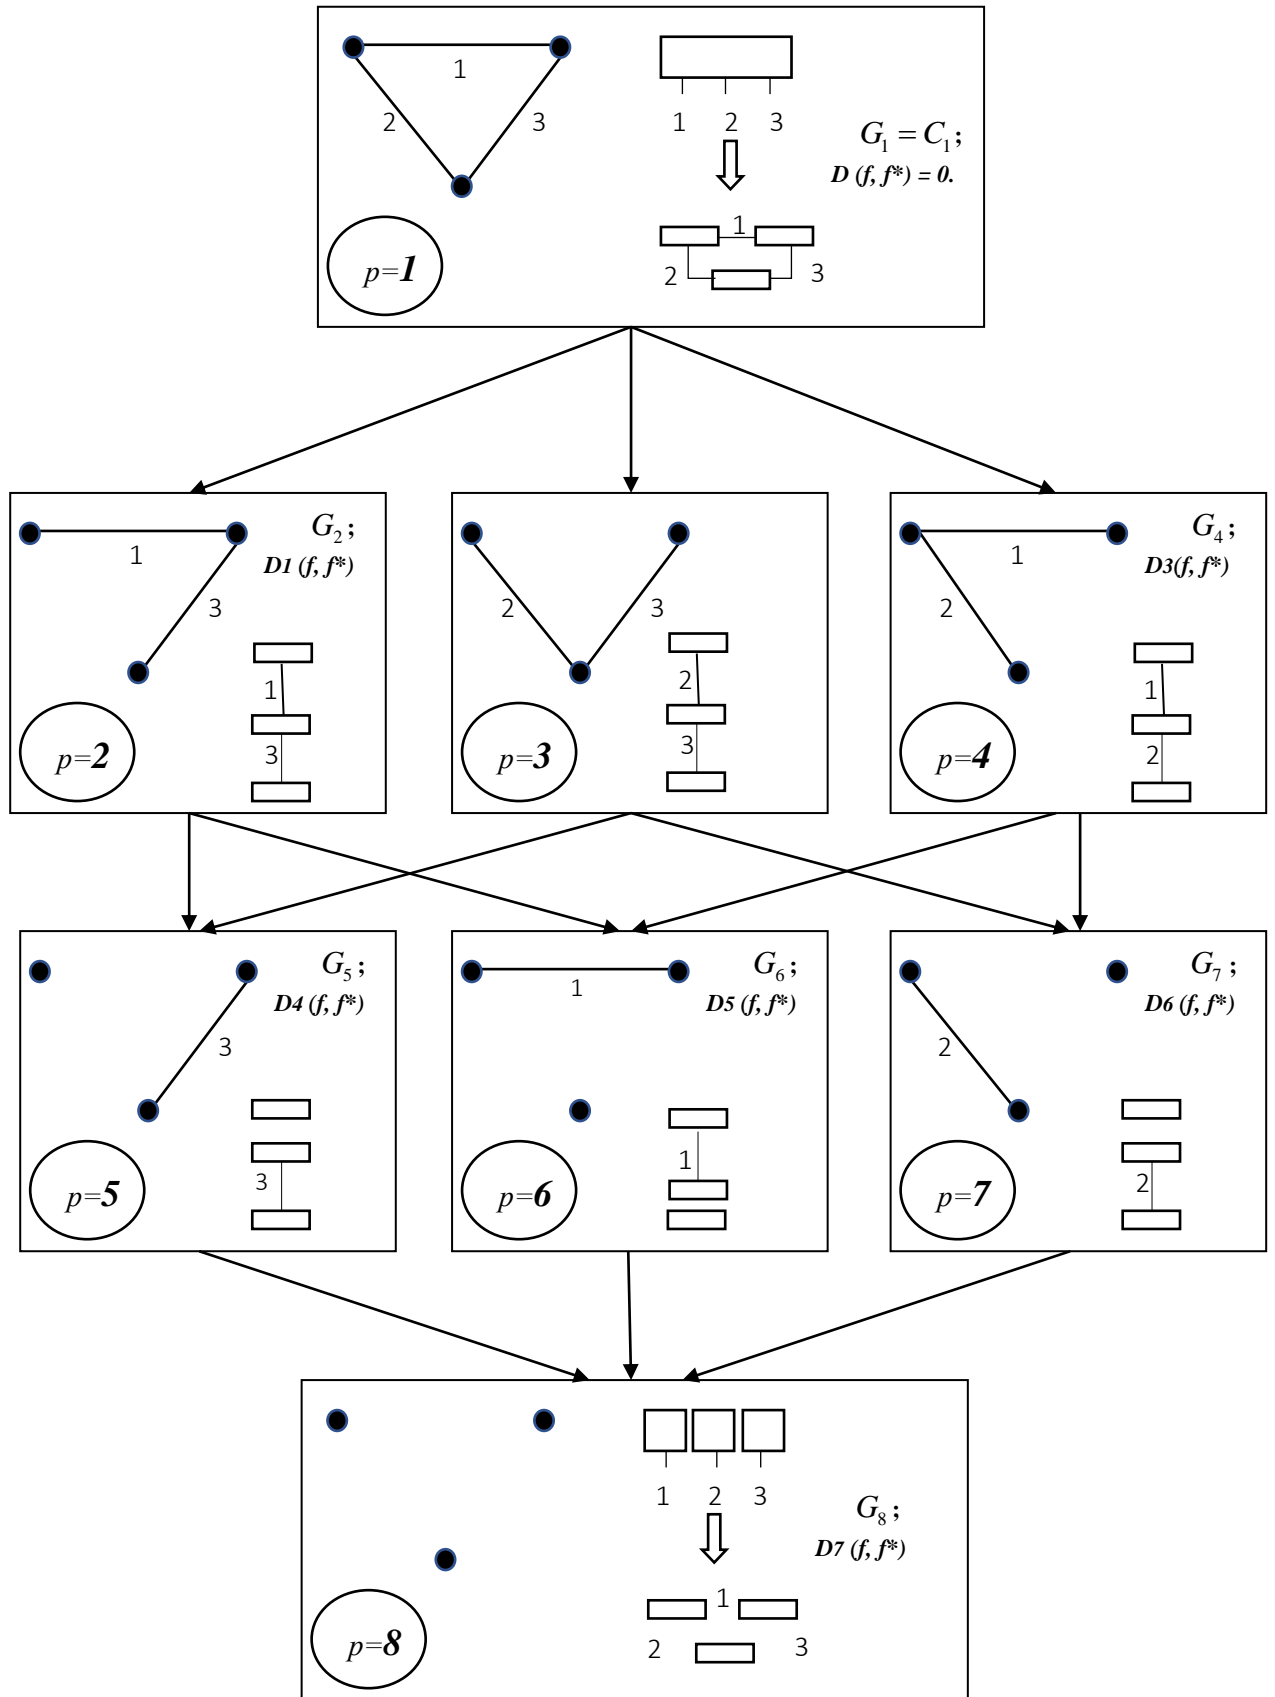 1
2 3
1 2 3
G₁ = C₁;
D (f, f*) = 0.
1
2 3
p=1
G₂;
D1 (f, f*)
1
3
1
3
p=2
2 3
2
3
p=3
G₄;
D3(f, f*)
1
2
1
2
p=4
G₅;
D4 (f, f*)
3
3
p=5
G₆;
D5 (f, f*)
1
1
p=6
G₇;
D6 (f, f*)
2
2
p=7
1 2 3
G₈;
D7 (f, f*)
1
2 3
p=8